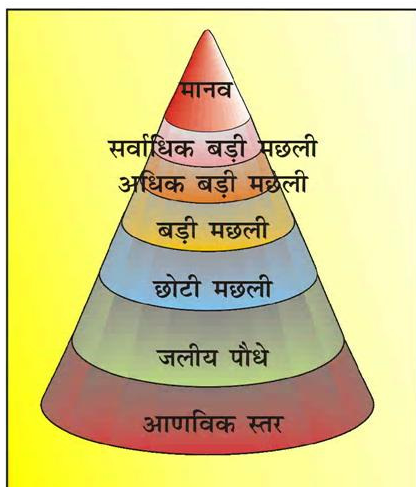 मानव
सर्वाधिक बड़ी मछली
अधिक बड़ी मछली
बड़ी मछली
छोटी मछली
जलीय पौधे
आणविक स्तर